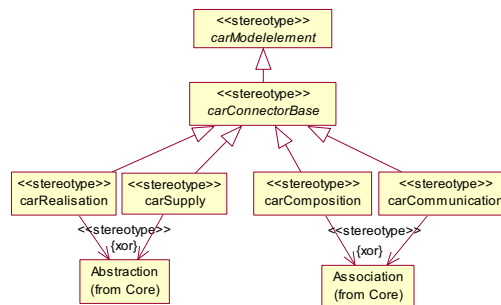 <<stereotype>>
carModelelement
<<stereotype>>
carConnectorBase
<<stereotype>>
carRealisation
<<stereotype>>
carSupply
<<stereotype>>
carComposition
<<stereotype>>
carCommunication
<<stereotype>>
{xor}
<<stereotype>>
{xor}
Abstraction
(from Core)
Association
(from Core)